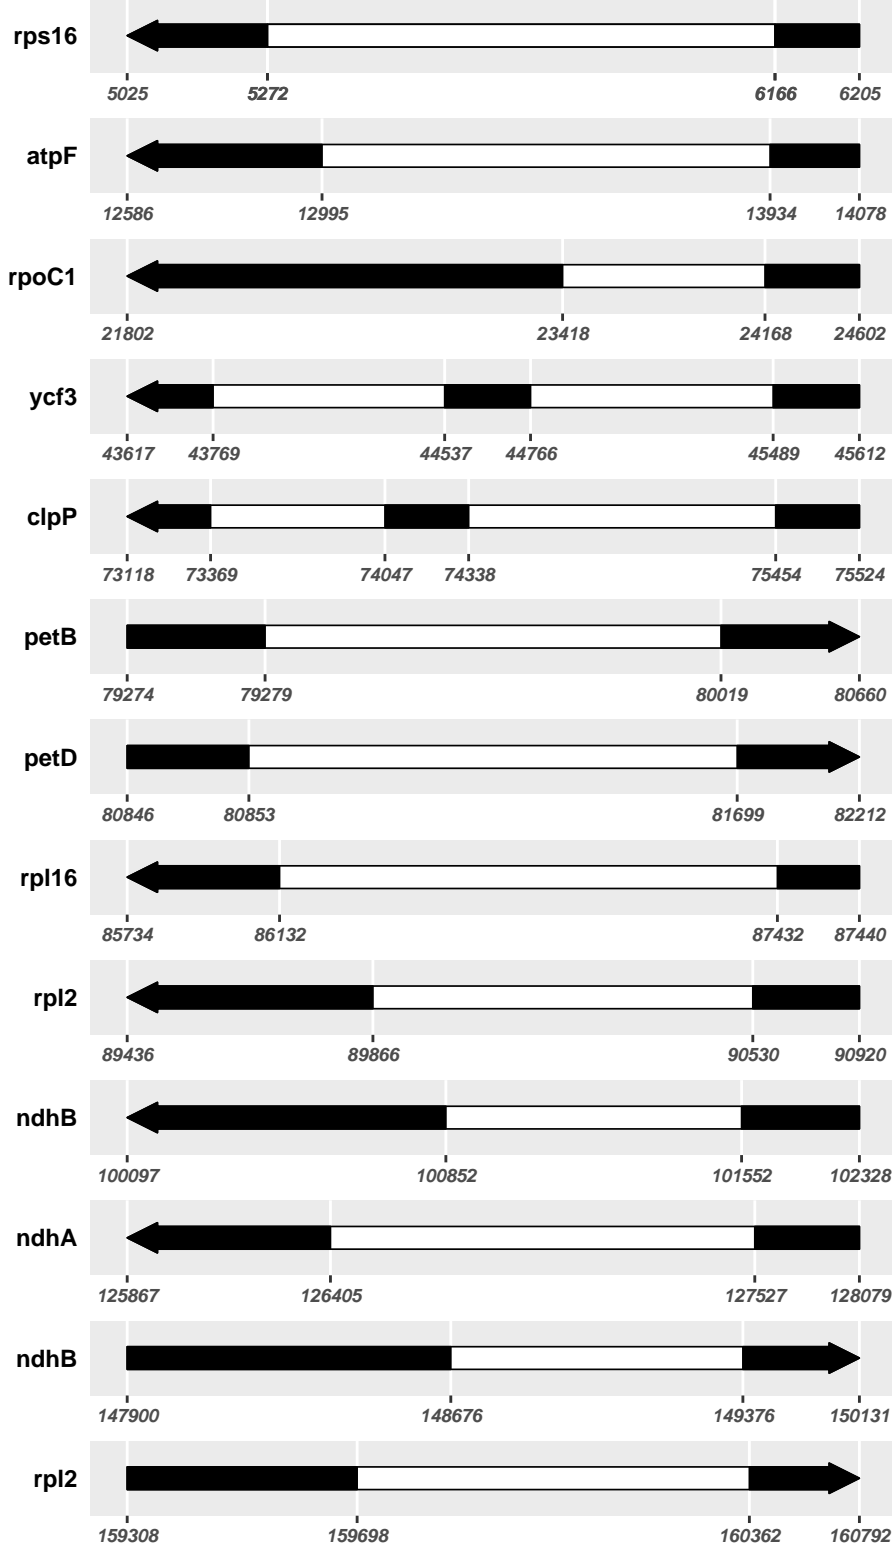 rps16
5025 5272 6166 6205
atpF
12586 12995 13934 14078
rpoC1
21802 23418 24168 24602
ycf3
43617 43769 44537 44766 45489 45612
clpP
73118 73369 74047 74338 75454 75524
petB
79274 79279 80019 80660
petD
80846 80853 81699 82212
rpl16
85734 86132 87432 87440
rpl2
89436 89866 90530 90920
ndhB
100097 100852 101552 102328
ndhA
125867 126405 127527 128079
ndhB
147900 148676 149376 150131
rpl2
159308 159698 160362 160792